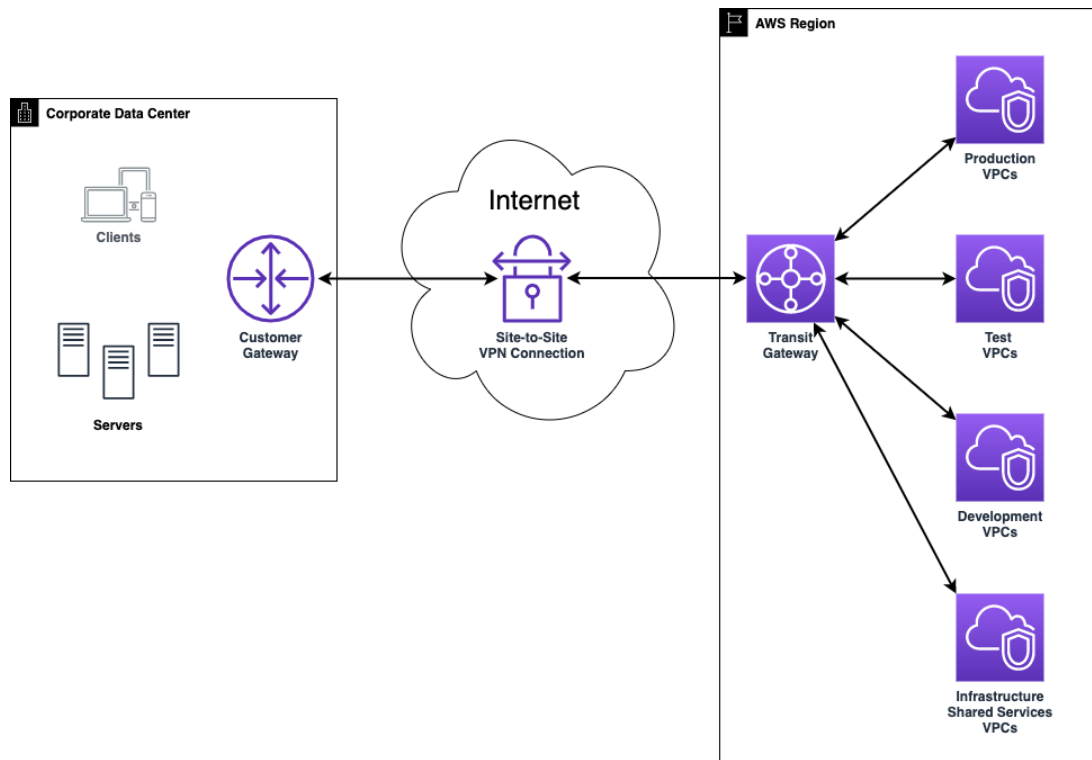 AWS Region
Corporate Data Center
Clients
Servers
Customer
Gateway
Internet
Site-to-Site
VPN Connection
Transit
Gateway
Production
VPCs
Test
VPCs
Development
VPCs
Infrastructure
Shared Services
VPCs